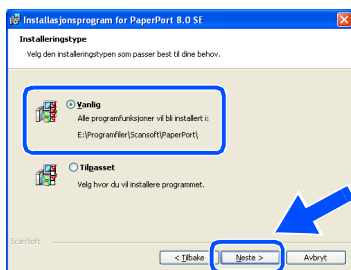 Installasjonsprogram for PaperPort 8.0 SE
Installeringstype
Velg den installeringstypen som passer best til dine behov.
Vanlig
Alle programfunksjoner vil bli installert i:
E:\Programfiler\Scansoft\PaperPort\
Tilpasset
Velg hvor du vil installere programmet.
ScanSoft
< Tilbake
Neste >
Avbryt